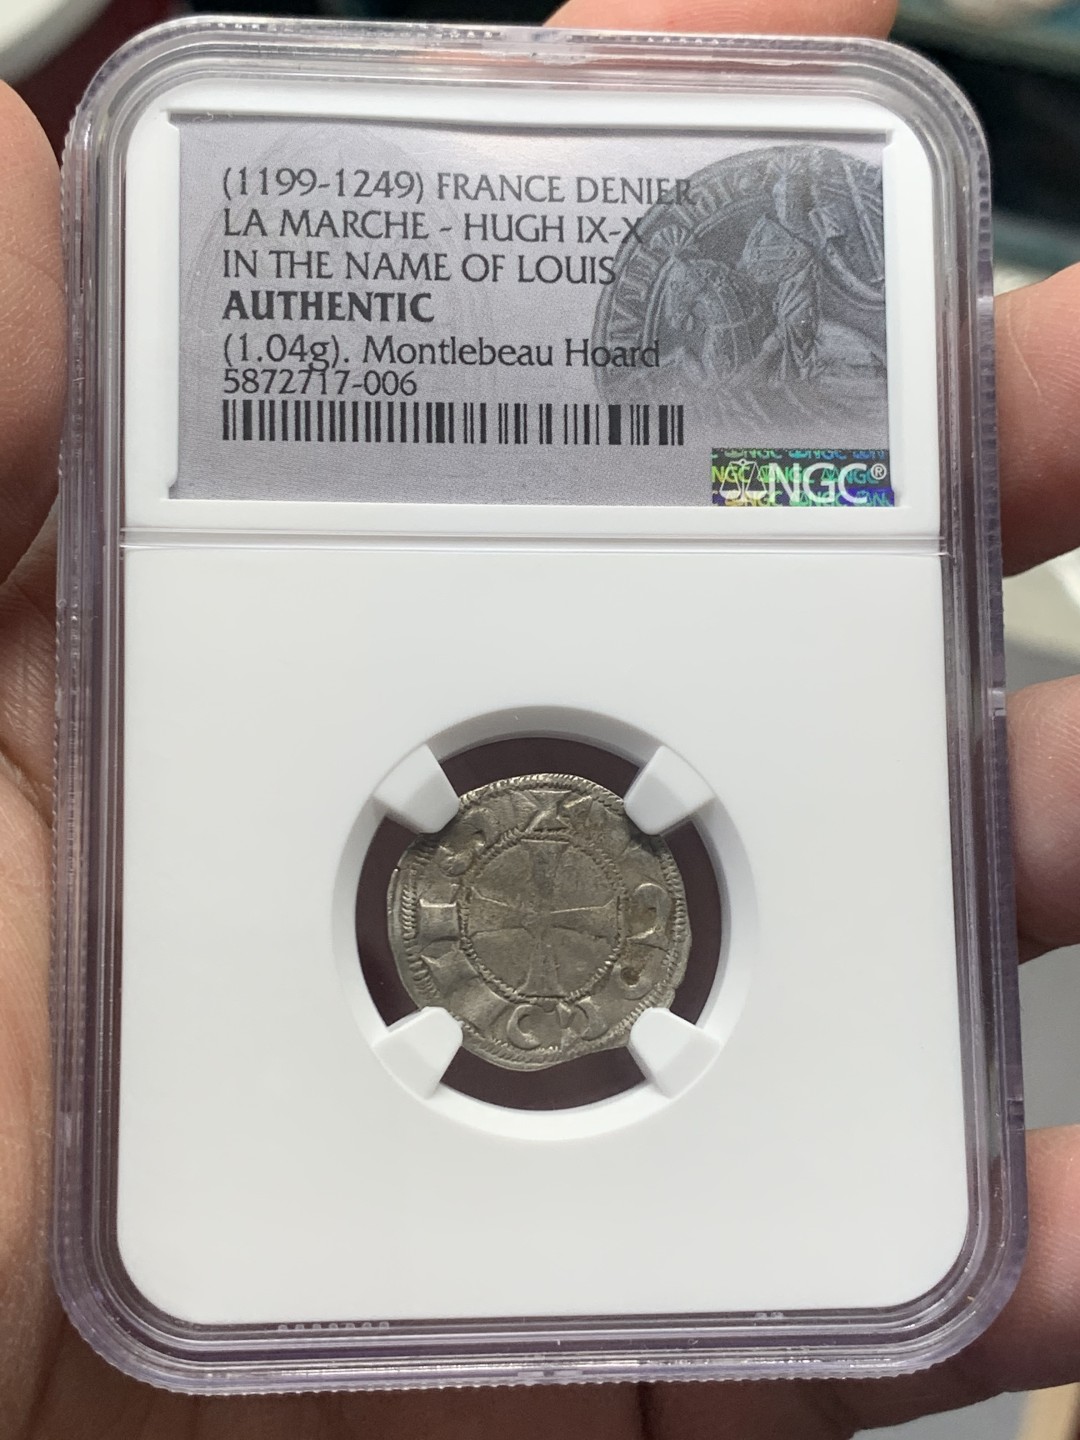 (1199-1249) FRANCE DENIER
LA MARCHE - HUGH IX-X
IN THE NAME OF LOUIS
AUTHENTIC
(1.04g). Montlebeau Hoard
5872717-006
NGC®